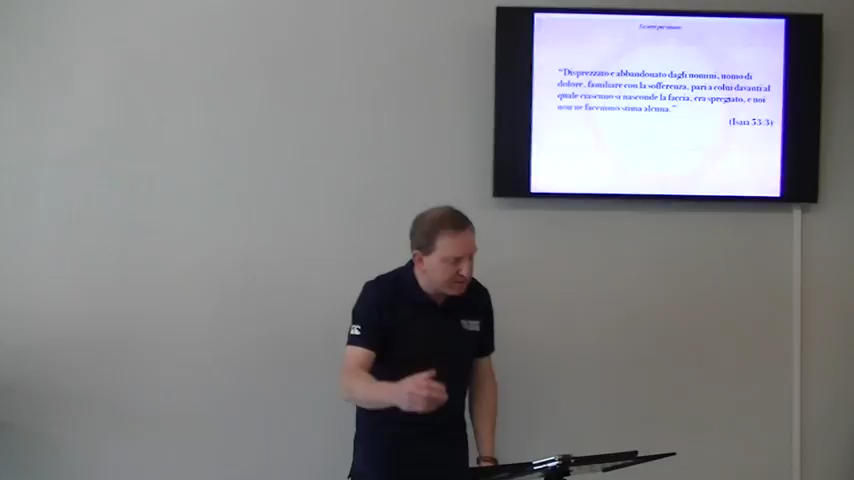 "Disprezzato e abbandonato dagli uomini, uomo di
dolore, familiare con la sofferenza, pari a colui davanti al
quale ciascuno si nasconde la faccia, era spregiato, e noi
non ne facemmo stima alcuna."
(Isaia 53:3)